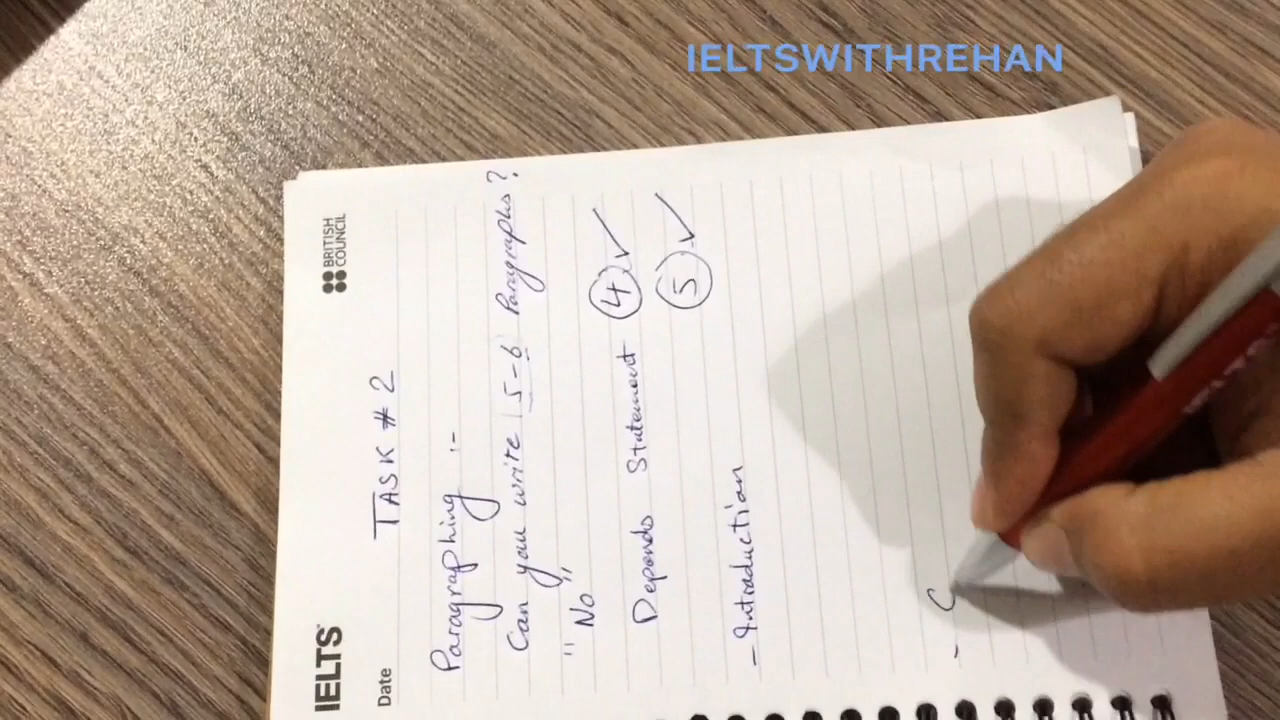 IELTSWITHREHAN
BRITISH COUNCIL
IELTS
Date
TASK # 2
Paragraphing :-
Can you write 5-6 Paragraphs?
"No"
4 ✓
Depends Statement 5 ✓
- Introduction
- C